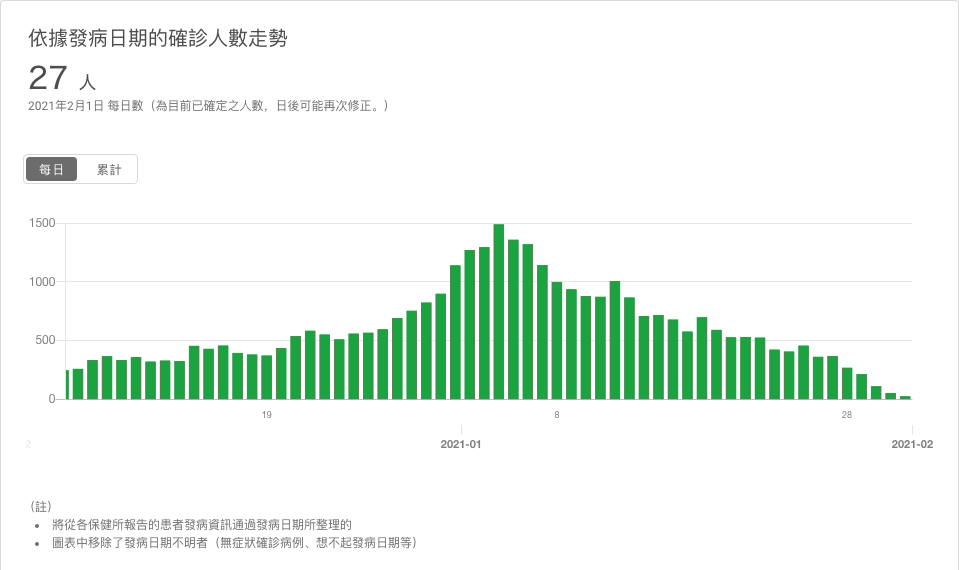 依據發病日期的確診人數走勢
27 人
2021年2月1日 每日數（為目前已確定之人數，日後可能再次修正。）
每日 累計
1500
1000
500
0
19 8 28
2 2021-01 2021-02
（註）
• 將從各保健所報告的患者發病資訊通過發病日期所整理的
• 圖表中移除了發病日期不明者（無症狀確診病例、想不起發病日期等）